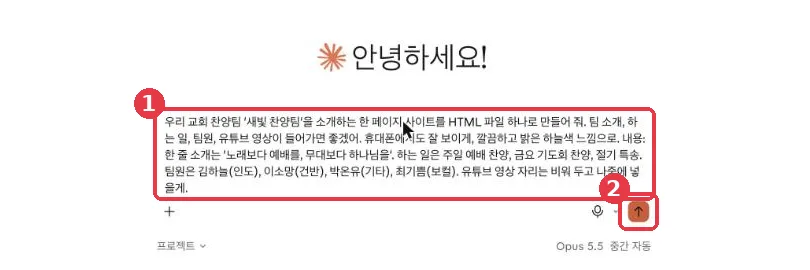 안녕하세요!
1
우리 교회 찬양팀 '새빛 찬양팀'을 소개하는 한 페이지 사이트를 HTML 파일 하나로 만들어 줘. 팀 소개, 하
는 일, 팀원, 유튜브 영상이 들어가면 좋겠어. 휴대폰에서도 잘 보이게, 깔끔하고 밝은 하늘색 느낌으로. 내용:
한 줄 소개는 '노래보다 예배를, 무대보다 하나님을'. 하는 일은 주일 예배 찬양, 금요 기도회 찬양, 절기 특송.
팀원은 김하늘(인도), 이소망(건반), 박온유(기타), 최기쁨(보컬). 유튜브 영상 자리는 비워 두고 나중에 넣
을게.
2
프로젝트 Opus 5.5 중간 자동